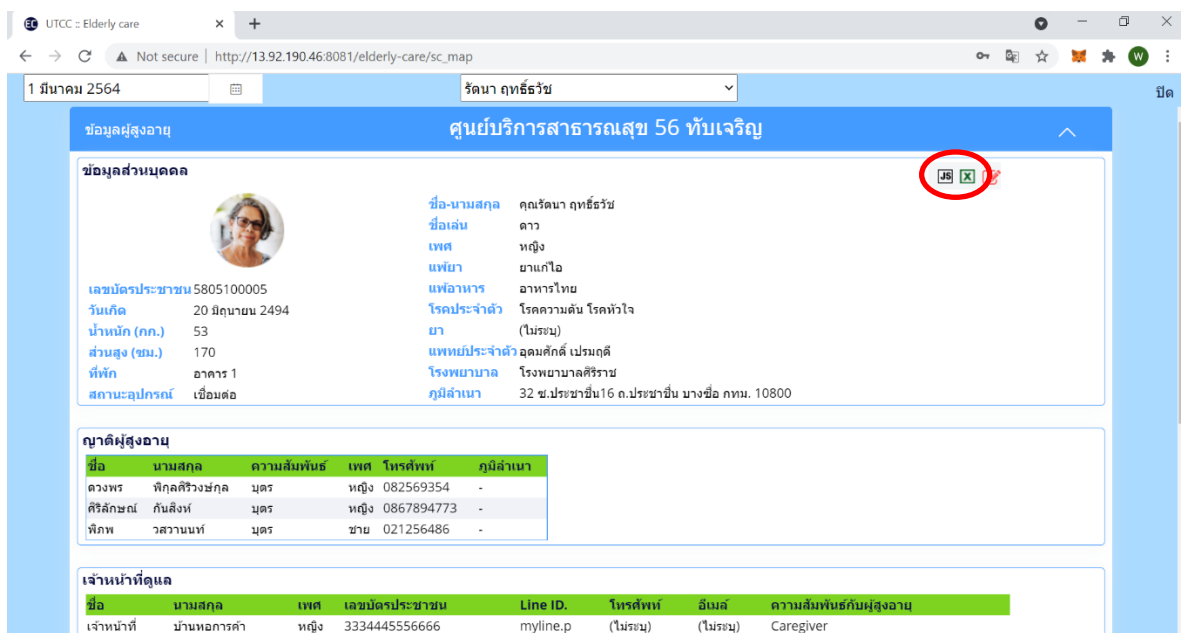 UTCC :: Elderly care
Not secure | http://13.92.190.46:8081/elderly-care/sc_map
W
1 มีนาคม 2564 รัตนา ฤทธิ์ธวัช ปิด
ข้อมูลผู้สูงอายุ ศูนย์บริการสาธารณสุข 56 ทับเจริญ
ข้อมูลส่วนบุคคล
JS X
ชื่อ-นามสกุล คุณรัตนา ฤทธิ์ธวัช
ชื่อเล่น ดาว
เพศ หญิง
แพ้ยา ยาแก้ไอ
เลขบัตรประชาชน 5805100005 แพ้อาหาร อาหารไทย
วันเกิด 20 มิถุนายน 2494 โรคประจำตัว โรคความดัน โรคหัวใจ
น้ำหนัก (กก.) 53 ยา (ไม่ระบุ)
ส่วนสูง (ซม.) 170 แพทย์ประจำตัว อุดมศักดิ์ เปรมฤดี
ที่พัก อาคาร 1 โรงพยาบาล โรงพยาบาลศิริราช
สถานะอุปกรณ์ เชื่อมต่อ ภูมิลำเนา 32 ซ.ประชาชื่น16 ถ.ประชาชื่น บางซื่อ กทม. 10800
ญาติผู้สูงอายุ
ชื่อ นามสกุล ความสัมพันธ์ เพศ โทรศัพท์ ภูมิลำเนา
ดวงพร พิกุลศิริวงษ์กุล บุตร หญิง 082569354 -
ศิริลักษณ์ กันสิงห์ บุตร หญิง 0867894773 -
พิภพ วสวานนท์ บุตร ชาย 021256486 -
เจ้าหน้าที่ดูแล
ชื่อ นามสกุล เพศ เลขบัตรประชาชน Line ID. โทรศัพท์ อีเมล์ ความสัมพันธ์กับผู้สูงอายุ
เจ้าหน้าที่ บ้านหอการค้า หญิง 3334445556666 myline.p (ไม่ระบุ) (ไม่ระบุ) Caregiver